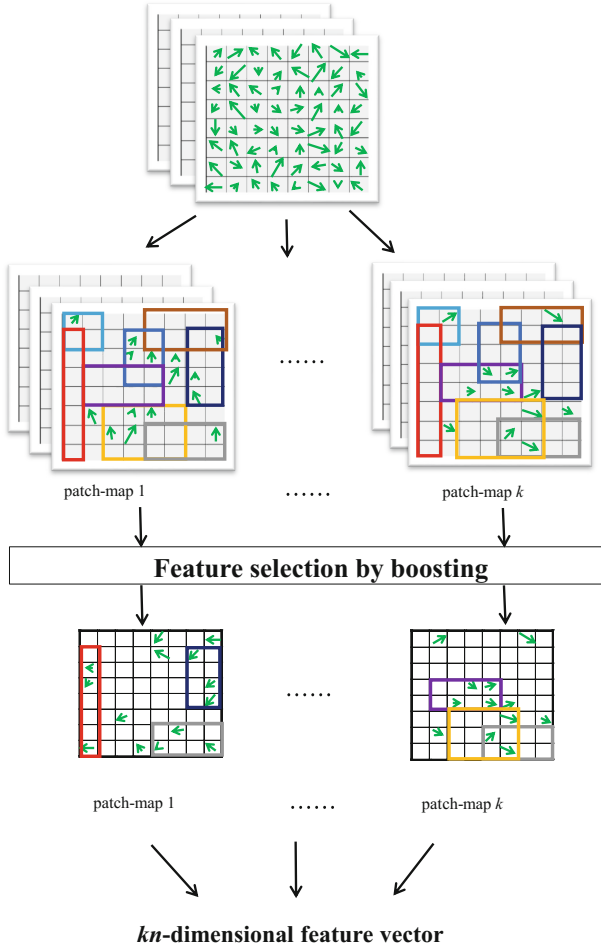 ……
patch-map 1
……
patch-map k
Feature selection by boosting
……
patch-map 1
……
patch-map k
kn-dimensional feature vector